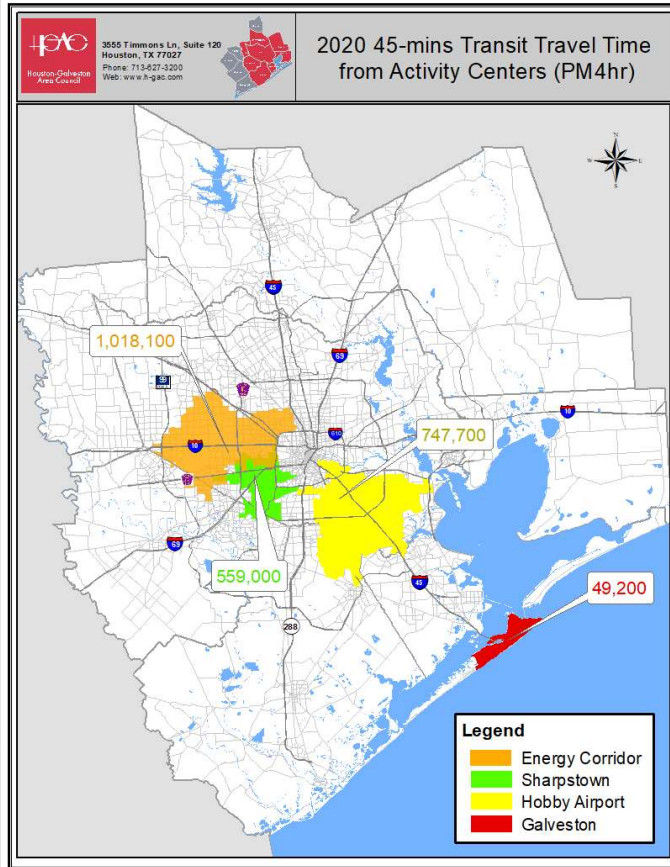 H-GAC
Houston-Galveston
Area Council
3555 Timmons Ln, Suite 120
Houston, TX 77027
Phone: 713-627-3200
Web: www.h-gac.com
2020 45-mins Transit Travel Time
from Activity Centers (PM4hr)
N
W E
S
45
1,018,100
69
99
10
610
10
747,700
69
559,000
45
49,200
288
Legend
Energy Corridor
Sharpstown
Hobby Airport
Galveston